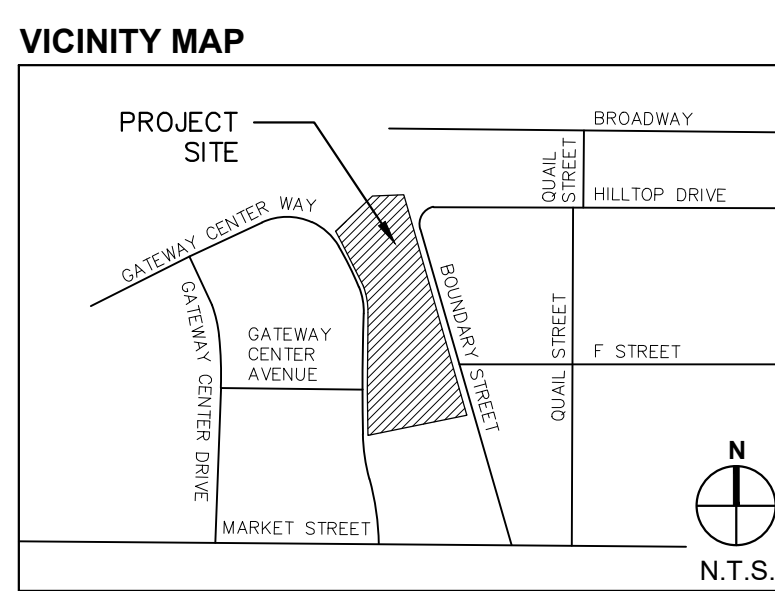 VICINITY MAP
PROJECT
SITE
BROADWAY
QUAIL
STREET
HILLTOP DRIVE
GATEWAY CENTER WAY
GATEWAY CENTER DRIVE
GATEWAY
CENTER
AVENUE
BOUNDARY STREET
QUAIL STREET
F STREET
MARKET STREET
N
N.T.S.